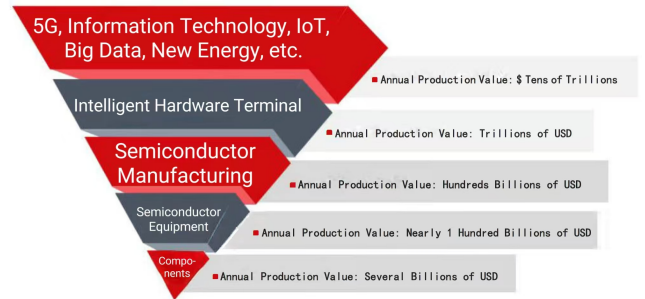 5G, Information Technology, IoT,
Big Data, New Energy, etc.
Annual Production Value: $ Tens of Trillions
Intelligent Hardware Terminal
Annual Production Value: Trillions of USD
Semiconductor
Manufacturing
Annual Production Value: Hundreds Billions of USD
Semiconductor
Equipment
Annual Production Value: Nearly 1 Hundred Billions of USD
Compo-
nents
Annual Production Value: Several Billions of USD